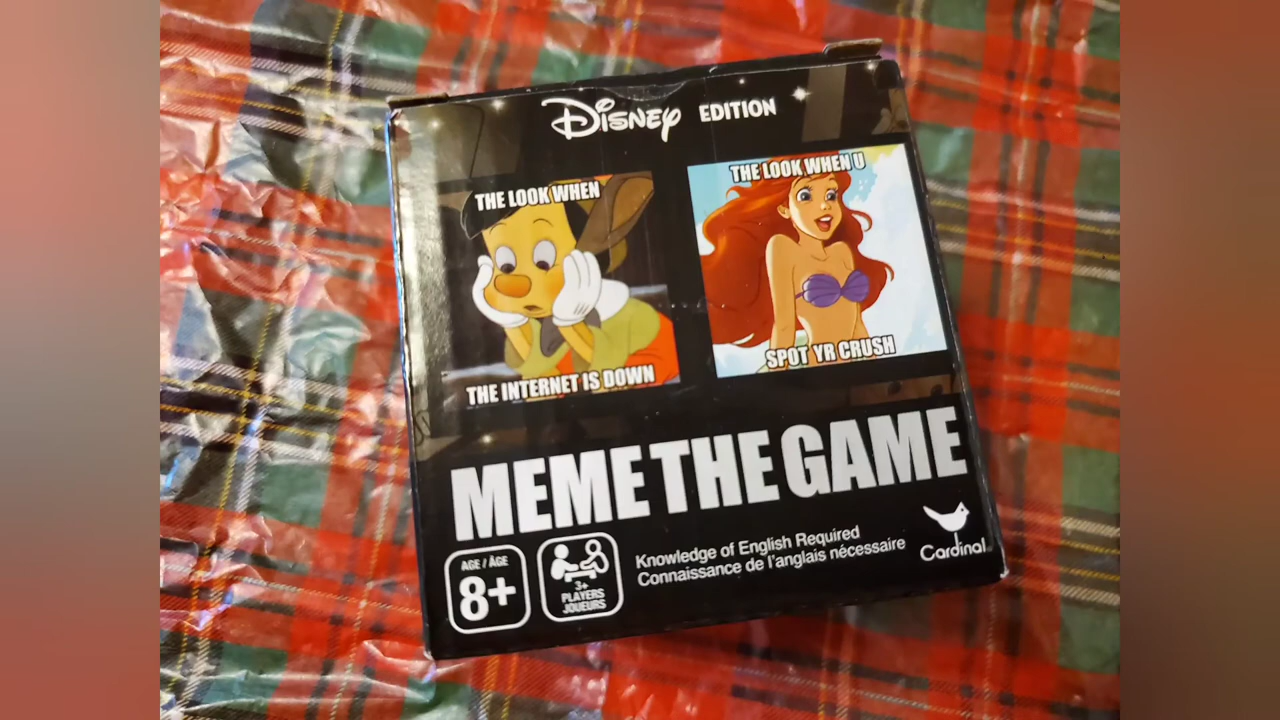 Disney EDITION
THE LOOK WHEN
THE INTERNET IS DOWN
THE LOOK WHEN U
SPOT YR CRUSH
MEME THE GAME
AGE / ÂGE
8+
3+
PLAYERS
JOUEURS
Knowledge of English Required
Connaissance de l'anglais nécessaire
Cardinal